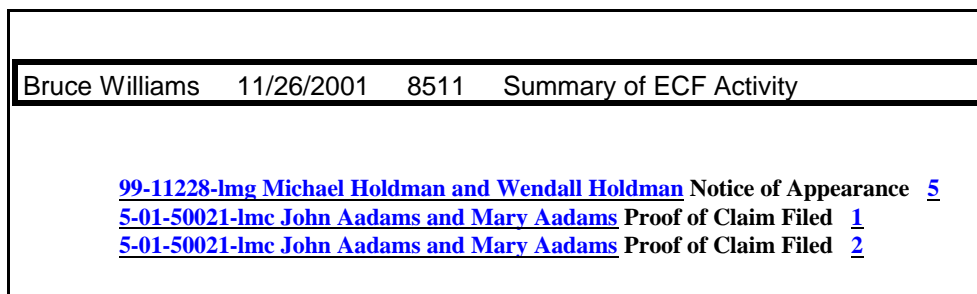 Bruce Williams 11/26/2001 8511 Summary of ECF Activity
99-11228-lmg Michael Holdman and Wendall Holdman Notice of Appearance 5
5-01-50021-lmc John Aadams and Mary Aadams Proof of Claim Filed 1
5-01-50021-lmc John Aadams and Mary Aadams Proof of Claim Filed 2